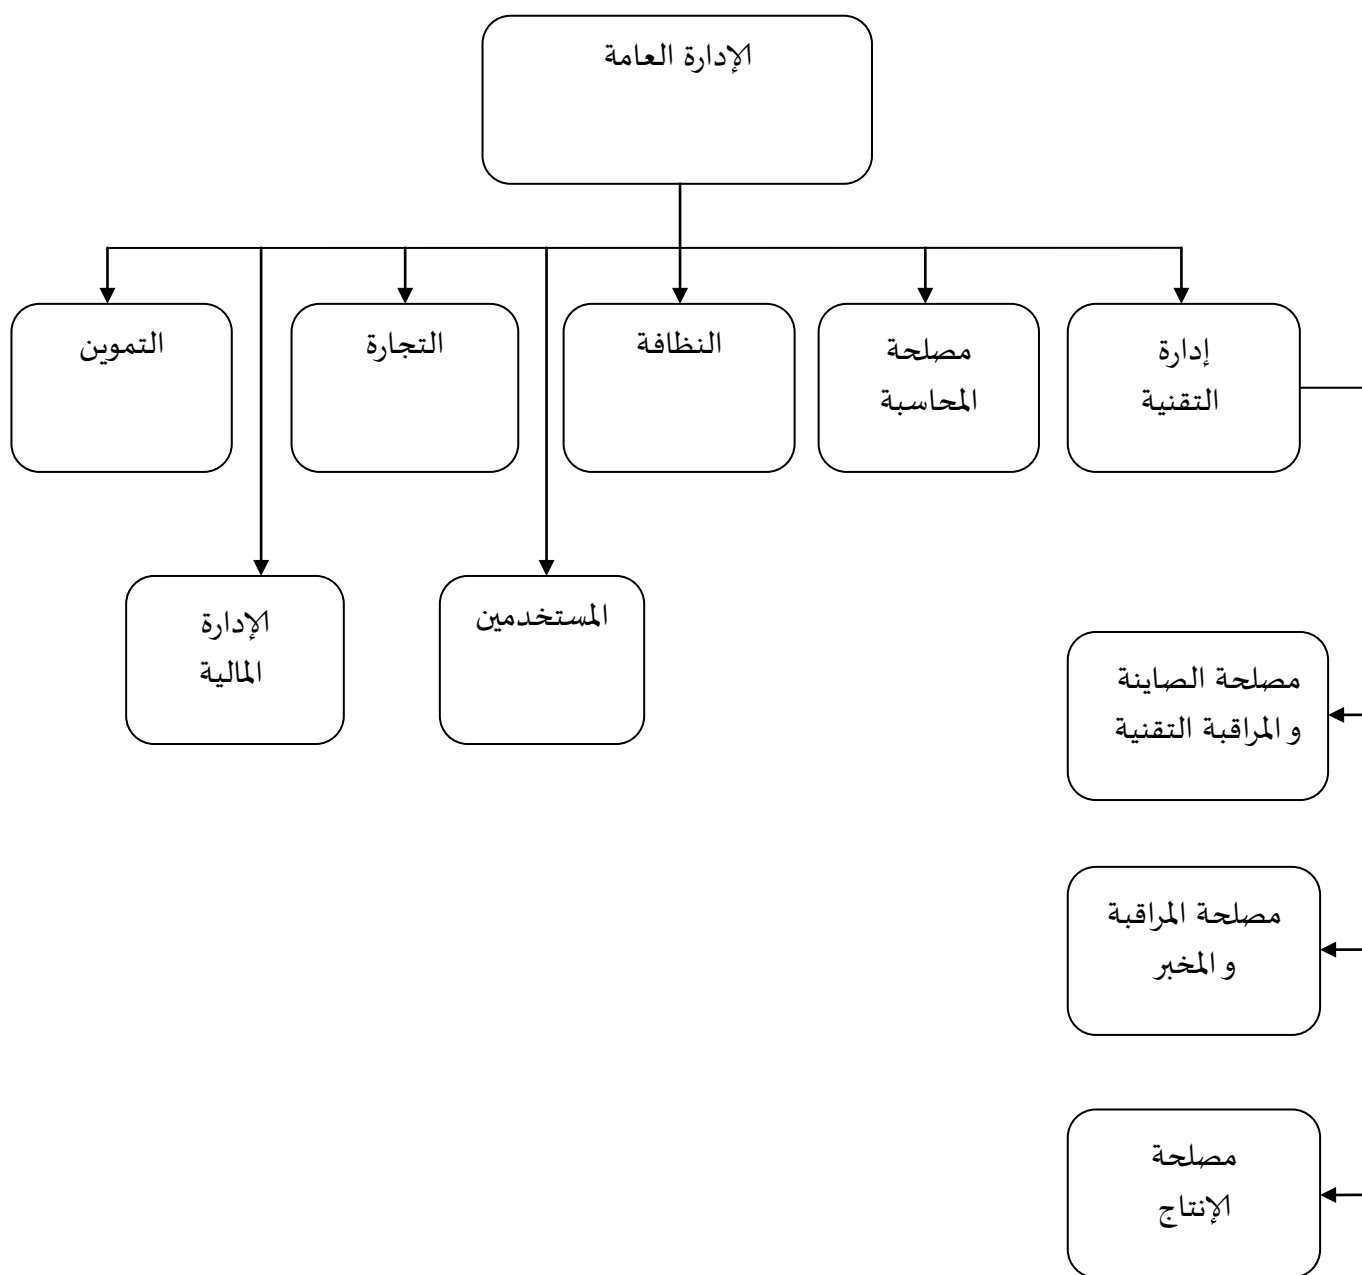 الإدارة العامة
إدارة
التقنية
مصلحة
المحاسبة
النظافة
التجارة
التموين
المستخدمين
الإدارة
المالية
مصلحة الصاينة
و المراقبة التقنية
مصلحة المراقبة
و المخبر
مصلحة
الإنتاج